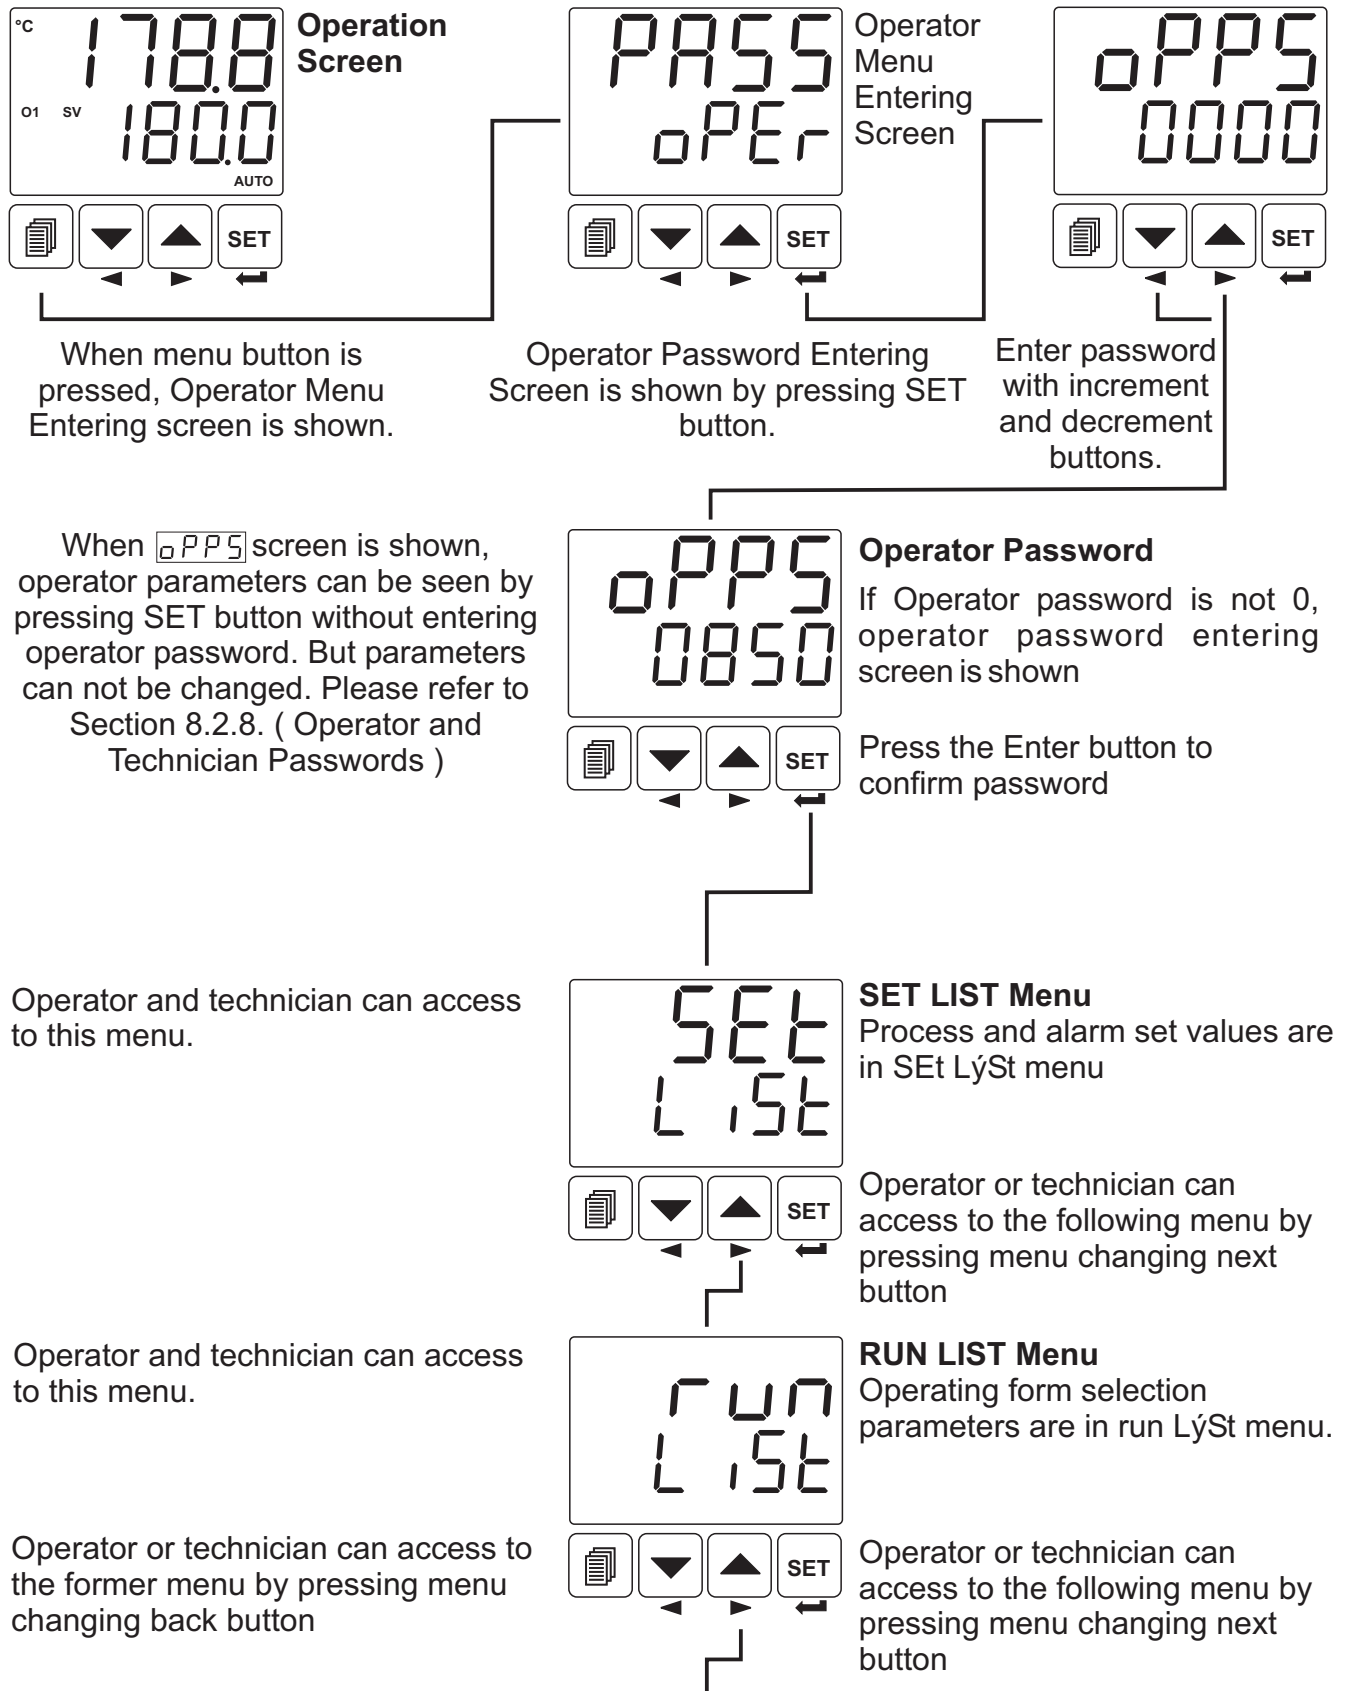 °C
178.8
O1 SV
180.0
AUTO
SET
Operation
Screen
PASS
oPEr
SET
Operator
Menu
Entering
Screen
oPPS
0000
SET
When menu button is
pressed, Operator Menu
Entering screen is shown.
Operator Password Entering
Screen is shown by pressing SET
button.
Enter password
with increment
and decrement
buttons.
When oPPS screen is shown,
operator parameters can be seen by
pressing SET button without entering
operator password. But parameters
can not be changed. Please refer to
Section 8.2.8. ( Operator and
Technician Passwords )
oPPS
0850
SET
Operator Password
If Operator password is not 0,
operator password entering
screen is shown
Press the Enter button to
confirm password
Operator and technician can access
to this menu.
SEt
LiSt
SET
SET LIST Menu
Process and alarm set values are
in SEt LýSt menu
Operator or technician can
access to the following menu by
pressing menu changing next
button
Operator and technician can access
to this menu.
run
LiSt
SET
RUN LIST Menu
Operating form selection
parameters are in run LýSt menu.
Operator or technician can access to
the former menu by pressing menu
changing back button
Operator or technician can
access to the following menu by
pressing menu changing next
button